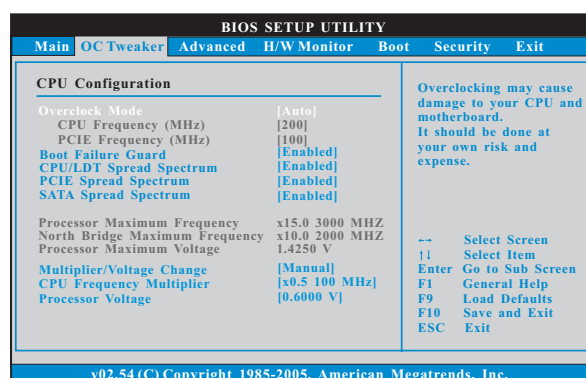 BIOS SETUP UTILITY
Main OC Tweaker Advanced H/W Monitor Boot Security Exit
CPU Configuration
Overclock Mode [Auto]
CPU Frequency (MHz) [200]
PCIE Frequency (MHz) [100]
Boot Failure Guard [Enabled]
CPU/LDT Spread Spectrum [Enabled]
PCIE Spread Spectrum [Enabled]
SATA Spread Spectrum [Enabled]
Processor Maximum Frequency x15.0 3000 MHZ
North Bridge Maximum Frequency x10.0 2000 MHZ
Processor Maximum Voltage 1.4250 V
Multiplier/Voltage Change [Manual]
CPU Frequency Multiplier [x0.5 100 MHz]
Processor Voltage [0.6000 V]
Overclocking may cause
damage to your CPU and
motherboard.
It should be done at
your own risk and
expense.
←→ Select Screen
↑↓ Select Item
Enter Go to Sub Screen
F1 General Help
F9 Load Defaults
F10 Save and Exit
ESC Exit
v02.54 (C) Copyright 1985-2005, American Megatrends, Inc.